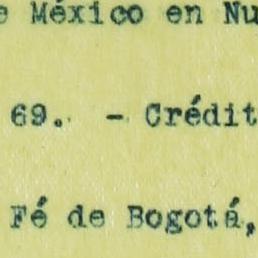 e México en Nu
69. - Crédit
Fé de Bogotá,